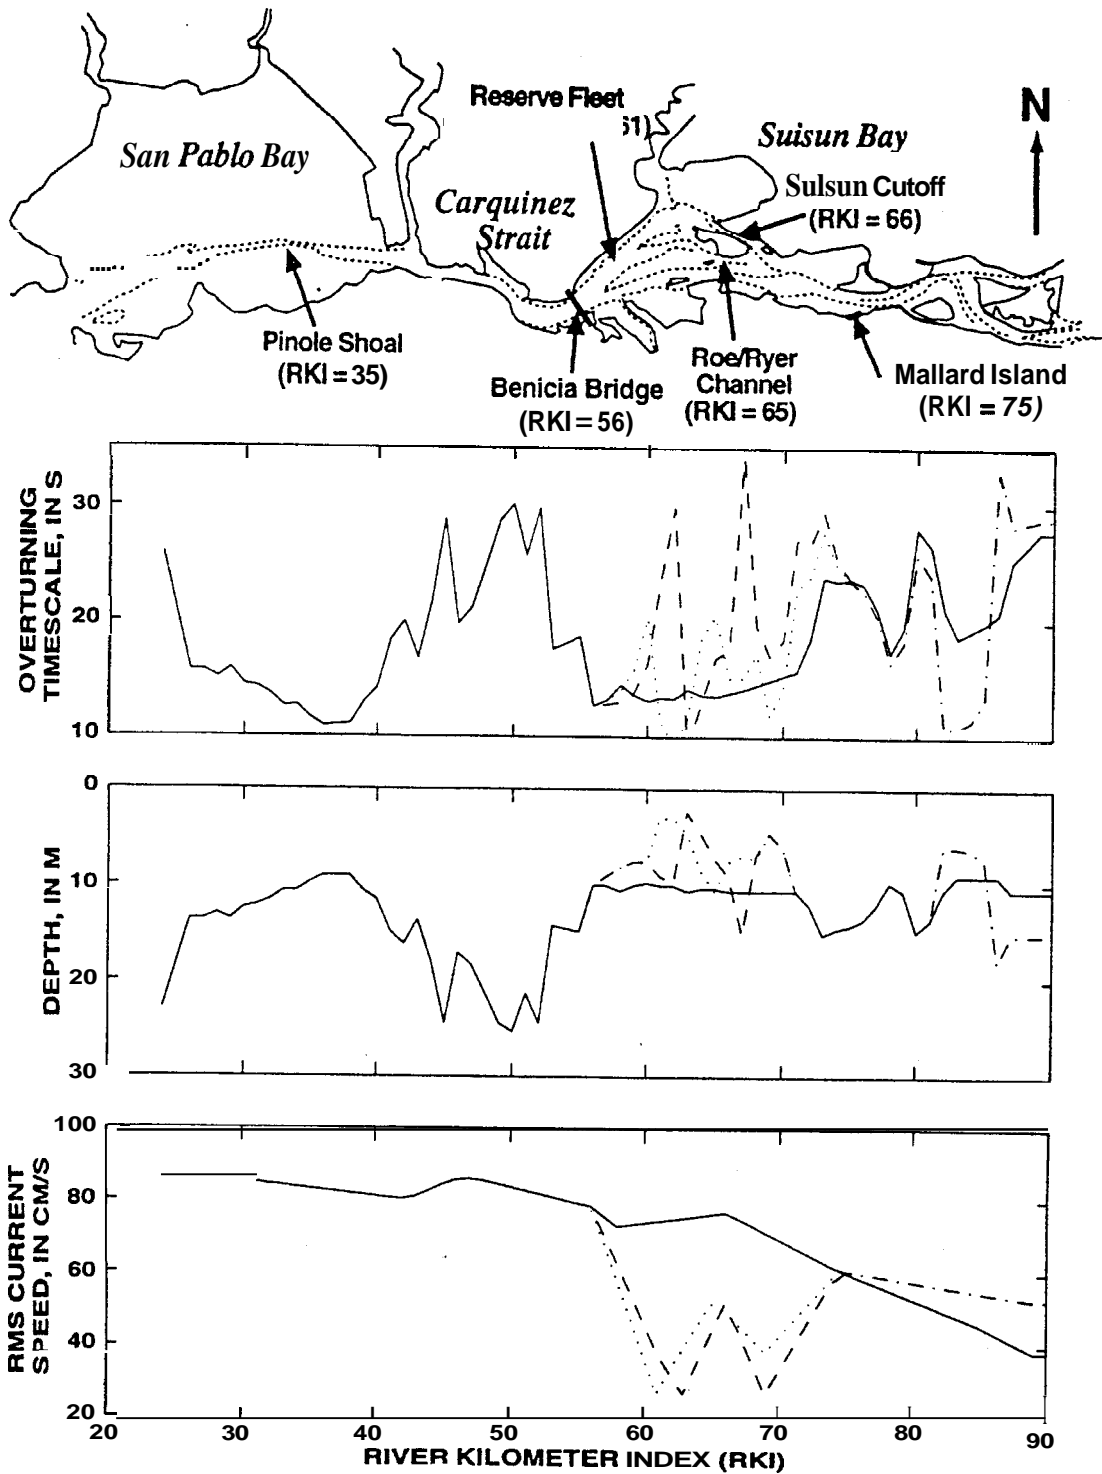 Reserve Fleet
61)
N
Suisun Bay
San Pablo Bay
Sulsun Cutoff
(RKI = 66)
Carquinez
Strait
Pinole Shoal
(RKI = 35)
Roe/Ryer
Channel
(RKI = 65)
Mallard Island
(RKI = 75)
Benicia Bridge
(RKI = 56)
OVERTURNING
TIMESCALE, IN S
30
20
10
DEPTH, IN M
0
10
20
30
RMS CURRENT
SPEED, IN CM/S
100
80
60
40
20
20 30 40 50 60 70 80 90
RIVER KILOMETER INDEX (RKI)